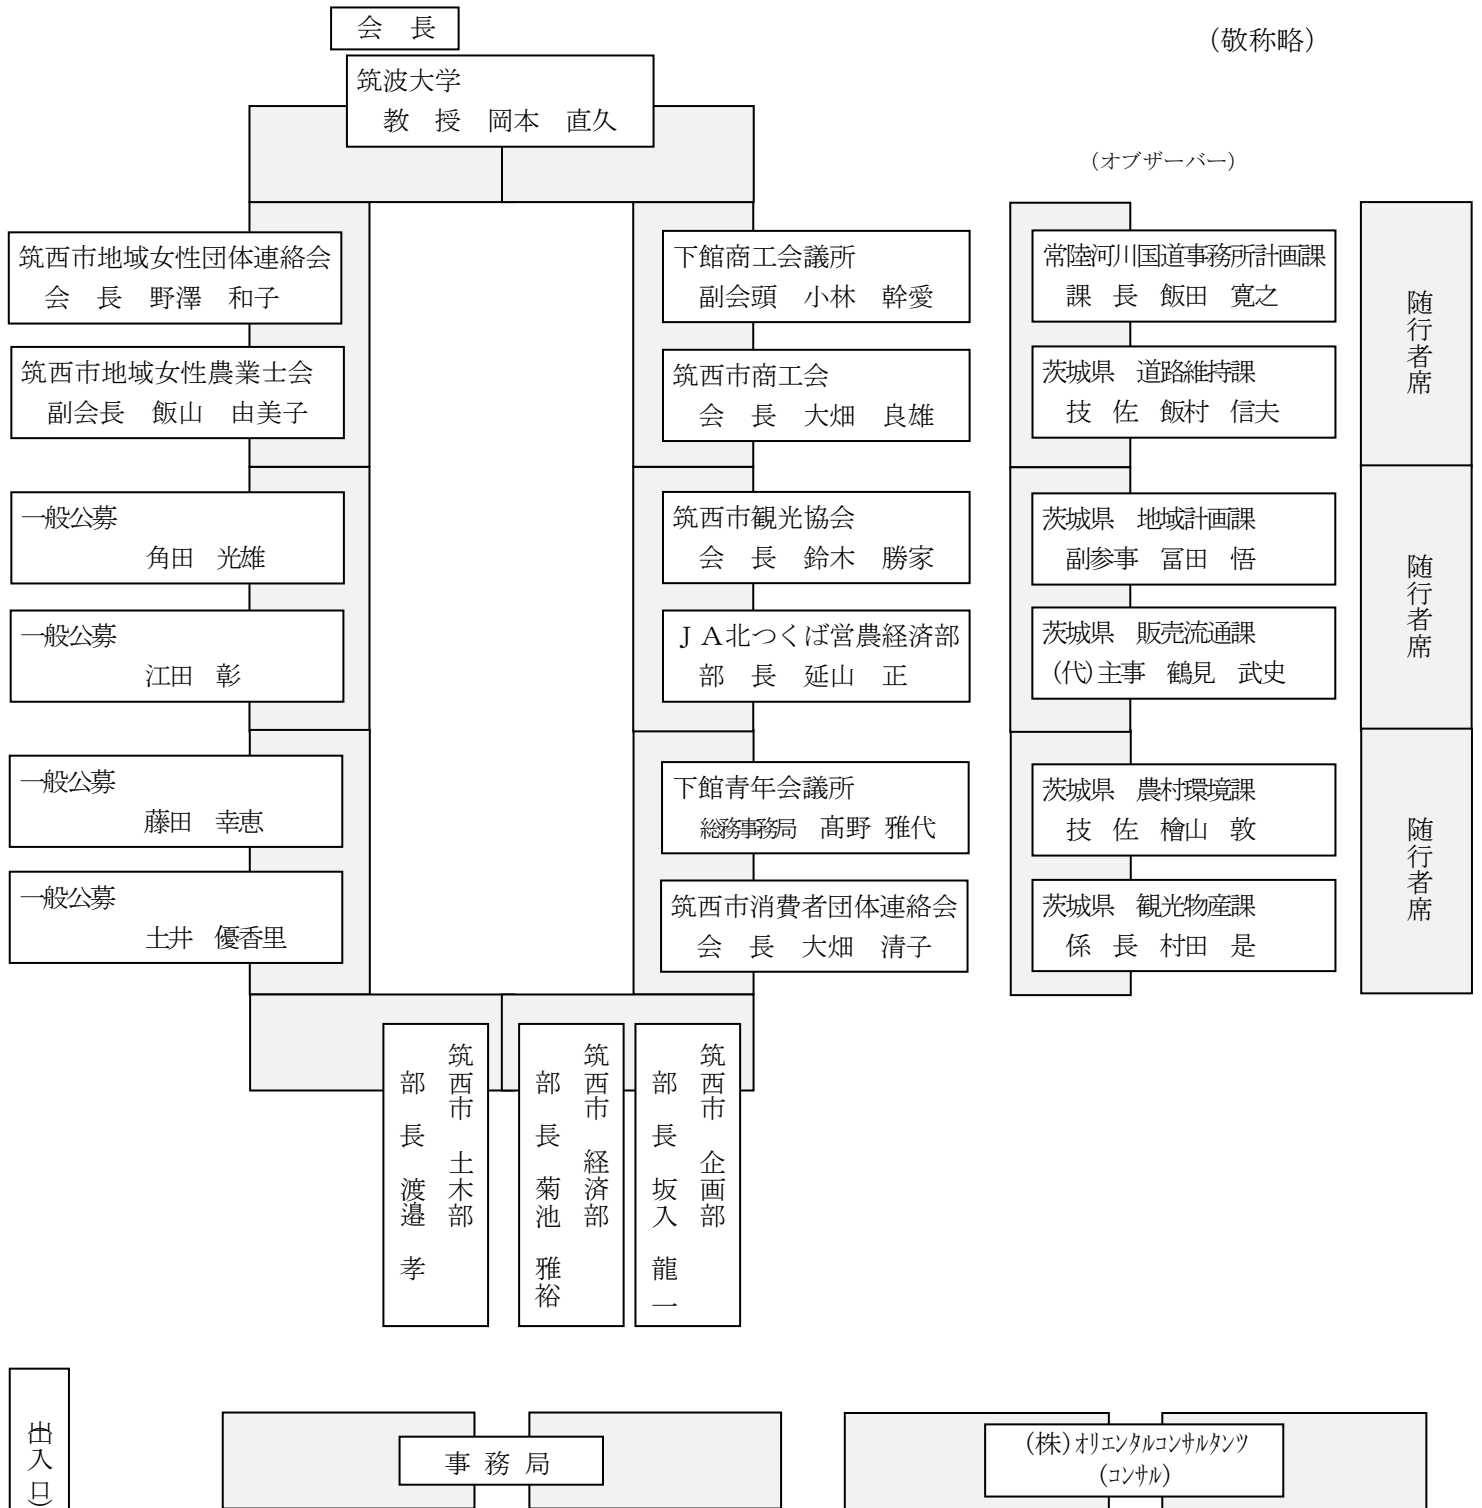 会　長
（敬称略）
筑波大学
教　授　岡本　直久
（オブザーバー）
筑西市地域女性団体連絡会
会　長　野澤　和子
筑西市地域女性農業士会
副会長　飯山　由美子
一般公募
角田　光雄
一般公募
江田　彰
一般公募
藤田　幸恵
一般公募
土井　優香里
下館商工会議所
副会頭　小林　幹愛
筑西市商工会
会　長　大畑　良雄
筑西市観光協会
会　長　鈴木　勝家
ＪＡ北つくば営農経済部
部　長　延山　正
下館青年会議所
総務事務局　髙野 雅代
筑西市消費者団体連絡会
会　長　大畑　清子
常陸河川国道事務所計画課
課　長　飯田　寛之
茨城県　道路維持課
技　佐　飯村　信夫
茨城県　地域計画課
副参事　冨田　悟
茨城県　販売流通課
（代）主事　鶴見　武史
茨城県　農村環境課
技　佐　檜山　敦
茨城県　観光物産課
係　長　村田　是
随行者席
随行者席
随行者席
筑西市　土木部
部　長　渡邉　孝
筑西市　経済部
部　長　菊池　雅裕
筑西市　企画部
部　長　坂入　龍一
出入口）
事 務 局
（株）ｵﾘｴﾝﾀﾙｺﾝｻﾙﾀﾝﾂ
（ｺﾝｻﾙ）